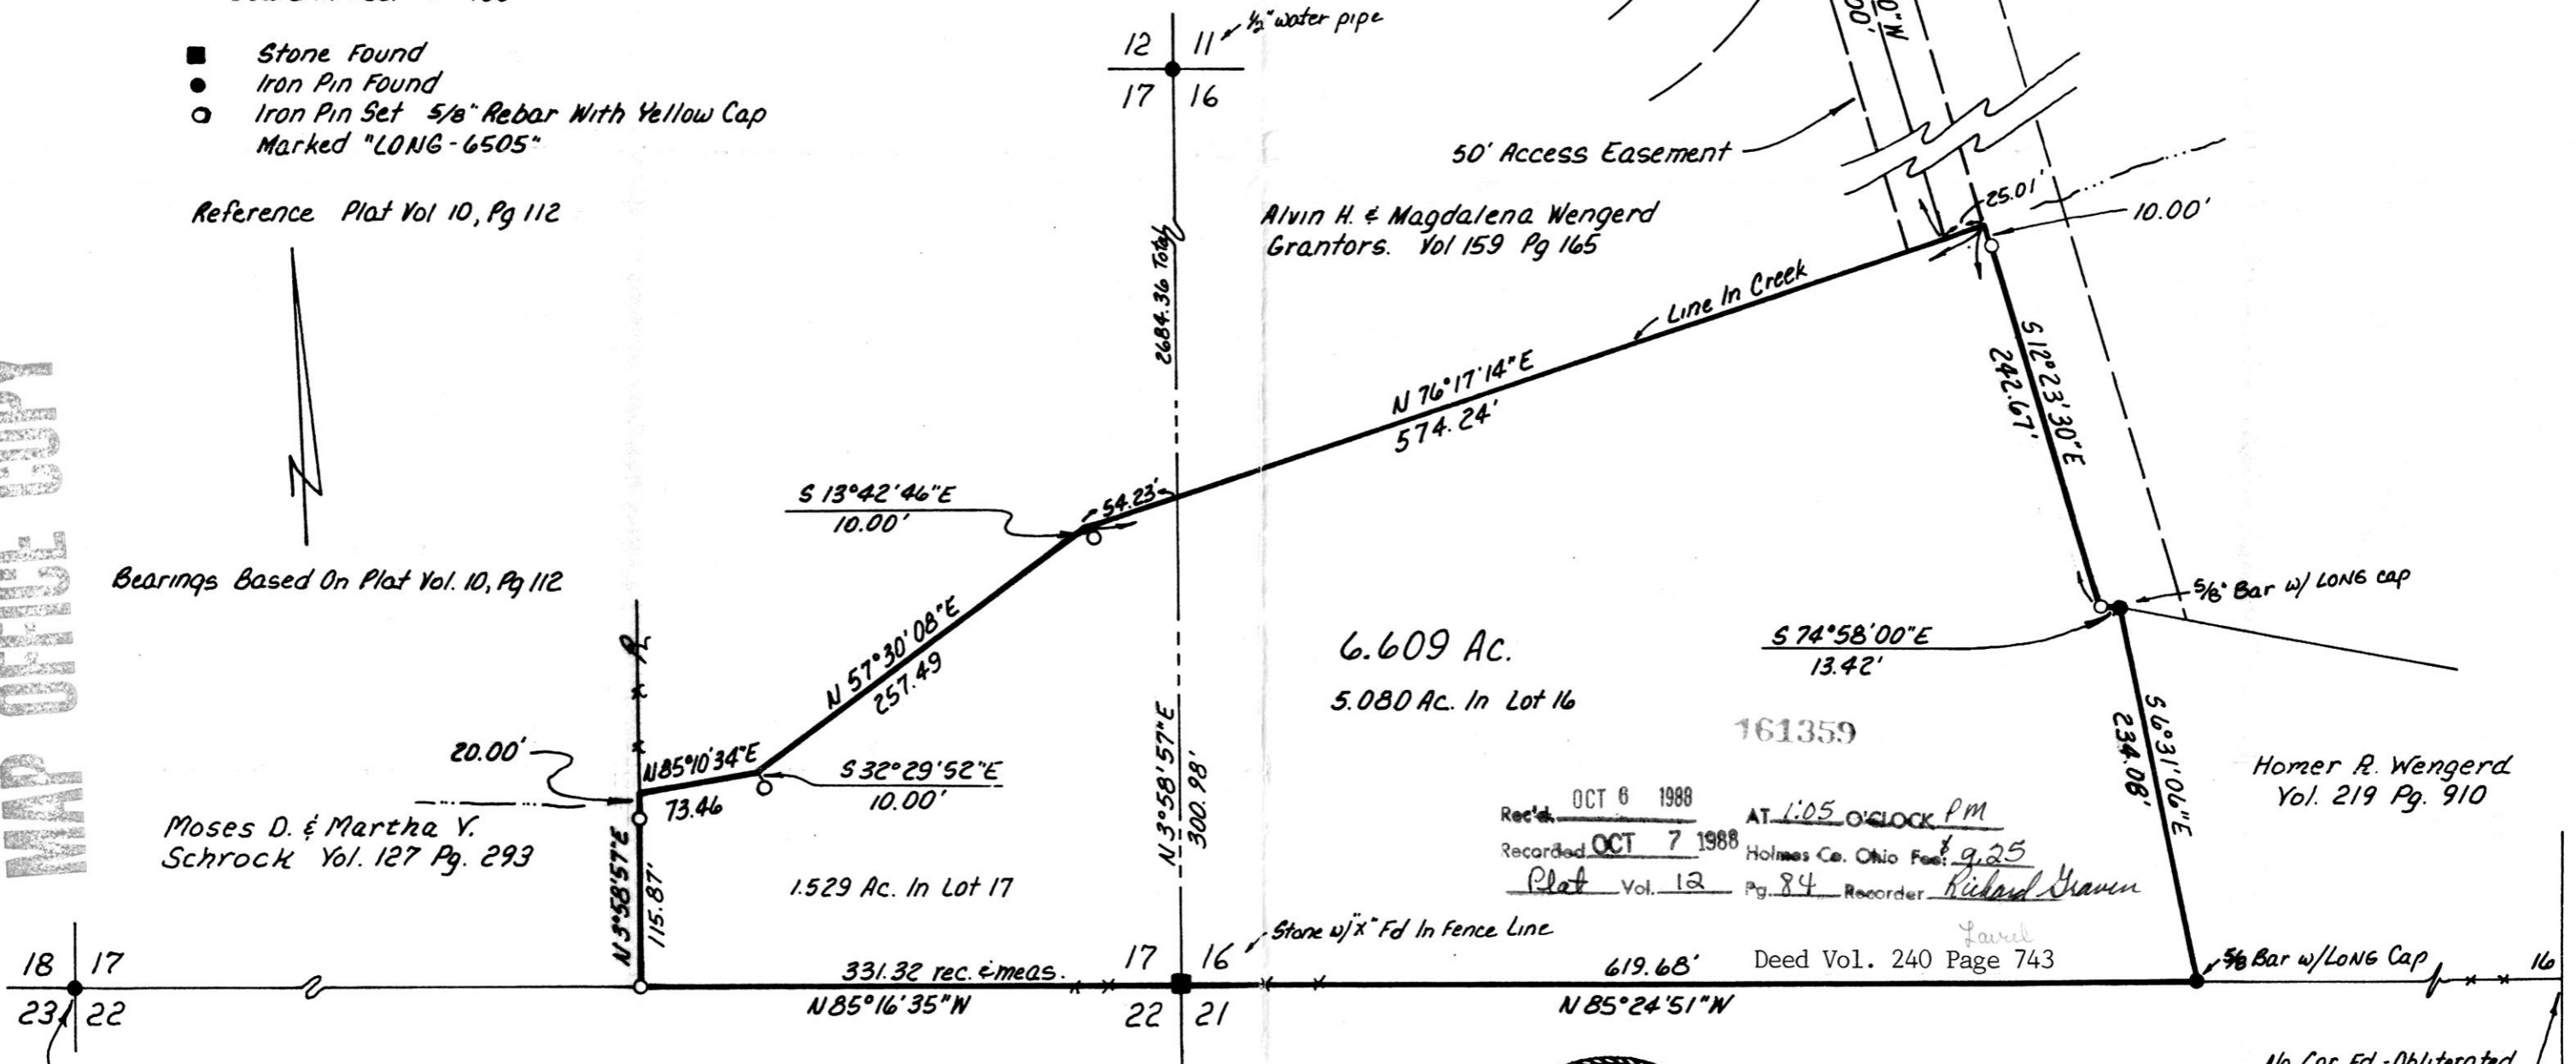 Stone Found
Iron Pin Found
Iron Pin Set 5/8" Rebar With Yellow Cap
Marked "LONG-6505"
Reference Plat Vol 10, Pg 112
Bearings Based On Plat Vol. 10, Pg 112
MAP OFFICE COPY
12 11
1/2" water pipe
17 16
2684.36 Total
50' Access Easement
00'
0"W
Alvin H. & Magdalena Wengerd
Grantors. Vol 159 Pg 165
25.01'
10.00'
Line In Creek
N 76°17'14"E
574.24'
S 12°23'30"E
242.67'
S 13°42'46"E
10.00'
54.23'
N 57°30'08"E
257.49
5/8" Bar w/ LONG cap
S 74°58'00"E
13.42'
6.609 Ac.
5.080 Ac. In Lot 16
161359
20.00'
N85°10'34"E
73.46
S32°29'52"E
10.00'
N 3°58'57"E
300.98'
S 6°31'06"E
234.08'
Homer R. Wengerd
Vol. 219 Pg. 910
Moses D. & Martha V.
Schrock Vol. 127 Pg. 293
N3°58'57"E
115.87'
1.529 Ac. In Lot 17
Rec'd. OCT 6 1988 AT 1:05 O'CLOCK PM
Recorded OCT 7 1988 Holmes Co. Ohio Fee: $9.25
Plat Vol. 12 Pg. 84 Recorder Richard Graven
Stone w/"X" Fd In Fence Line
Laurel
Deed Vol. 240 Page 743
18 17
23 22
331.32 rec. & meas.
N85°16'35"W
17 16
22 21
619.68'
N 85°24'51"W
5/8 Bar w/LONG Cap
16
No Cor. Fd.-Obliterated